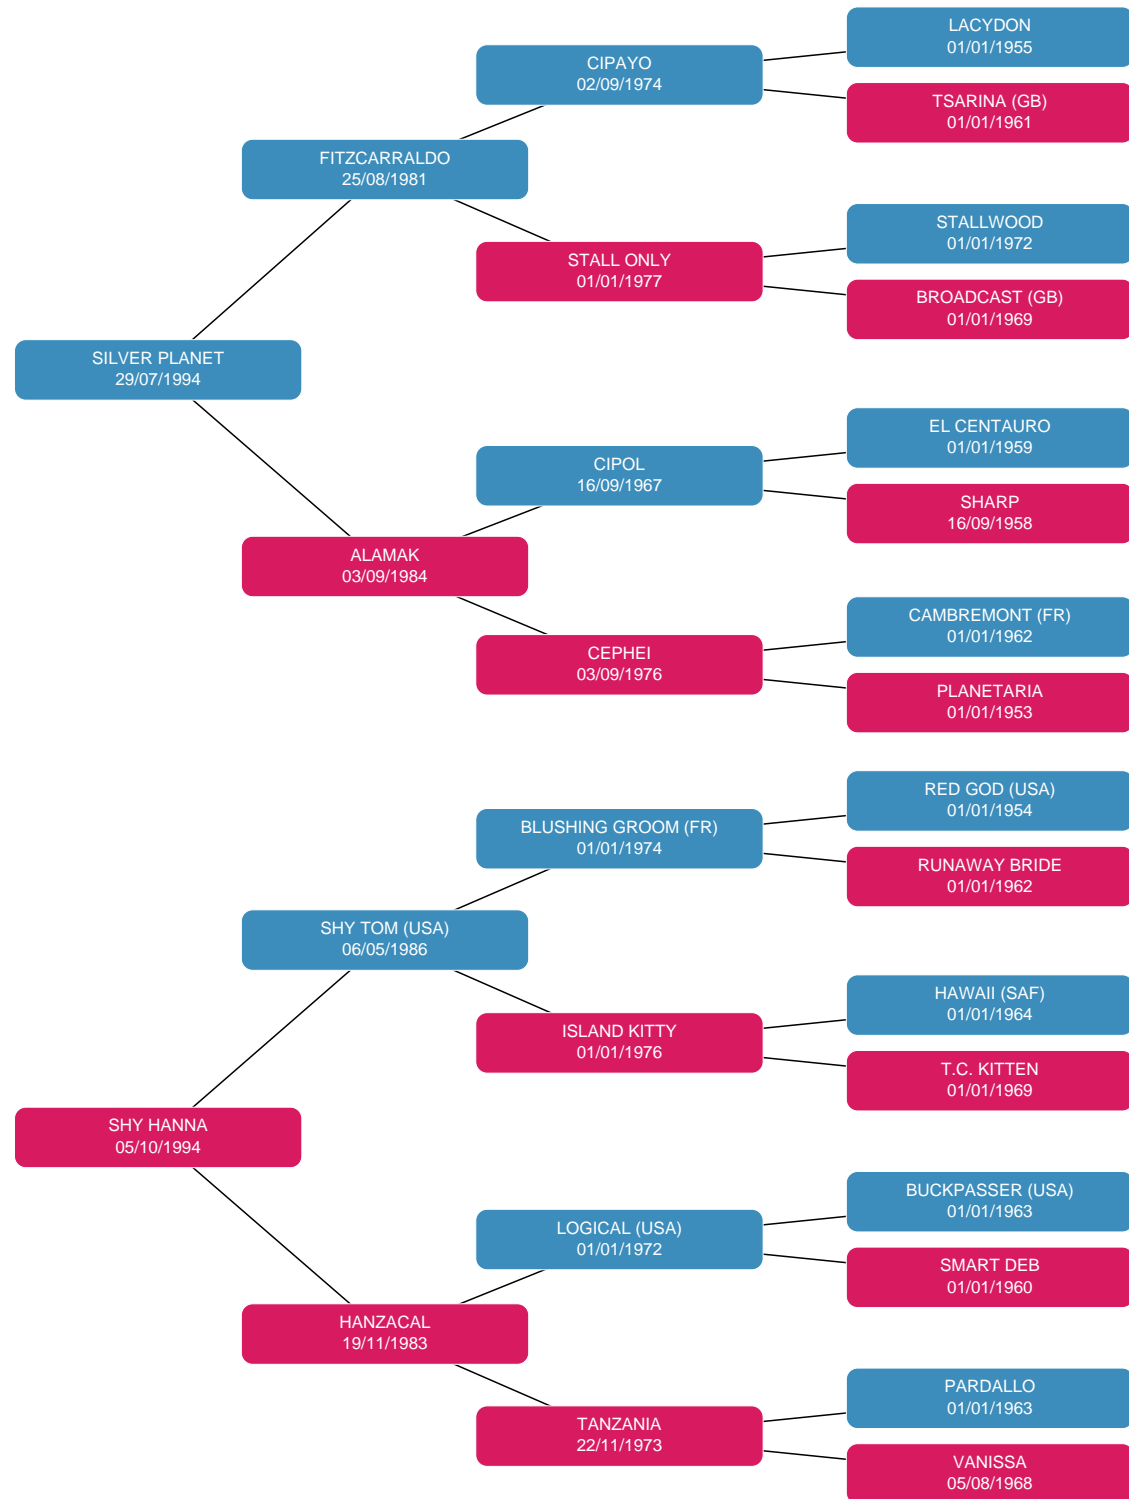 LACYDON
01/01/1955
CIPAYO
02/09/1974
TSARINA (GB)
01/01/1961
FITZCARRALDO
25/08/1981
STALLWOOD
01/01/1972
STALL ONLY
01/01/1977
BROADCAST (GB)
01/01/1969
SILVER PLANET
29/07/1994
EL CENTAURO
01/01/1959
CIPOL
16/09/1967
SHARP
16/09/1958
ALAMAK
03/09/1984
CAMBREMONT (FR)
01/01/1962
CEPHEI
03/09/1976
PLANETARIA
01/01/1953
RED GOD (USA)
01/01/1954
BLUSHING GROOM (FR)
01/01/1974
RUNAWAY BRIDE
01/01/1962
SHY TOM (USA)
06/05/1986
HAWAII (SAF)
01/01/1964
ISLAND KITTY
01/01/1976
T.C. KITTEN
01/01/1969
SHY HANNA
05/10/1994
BUCKPASSER (USA)
01/01/1963
LOGICAL (USA)
01/01/1972
SMART DEB
01/01/1960
HANZACAL
19/11/1983
PARDALLO
01/01/1963
TANZANIA
22/11/1973
VANISSA
05/08/1968